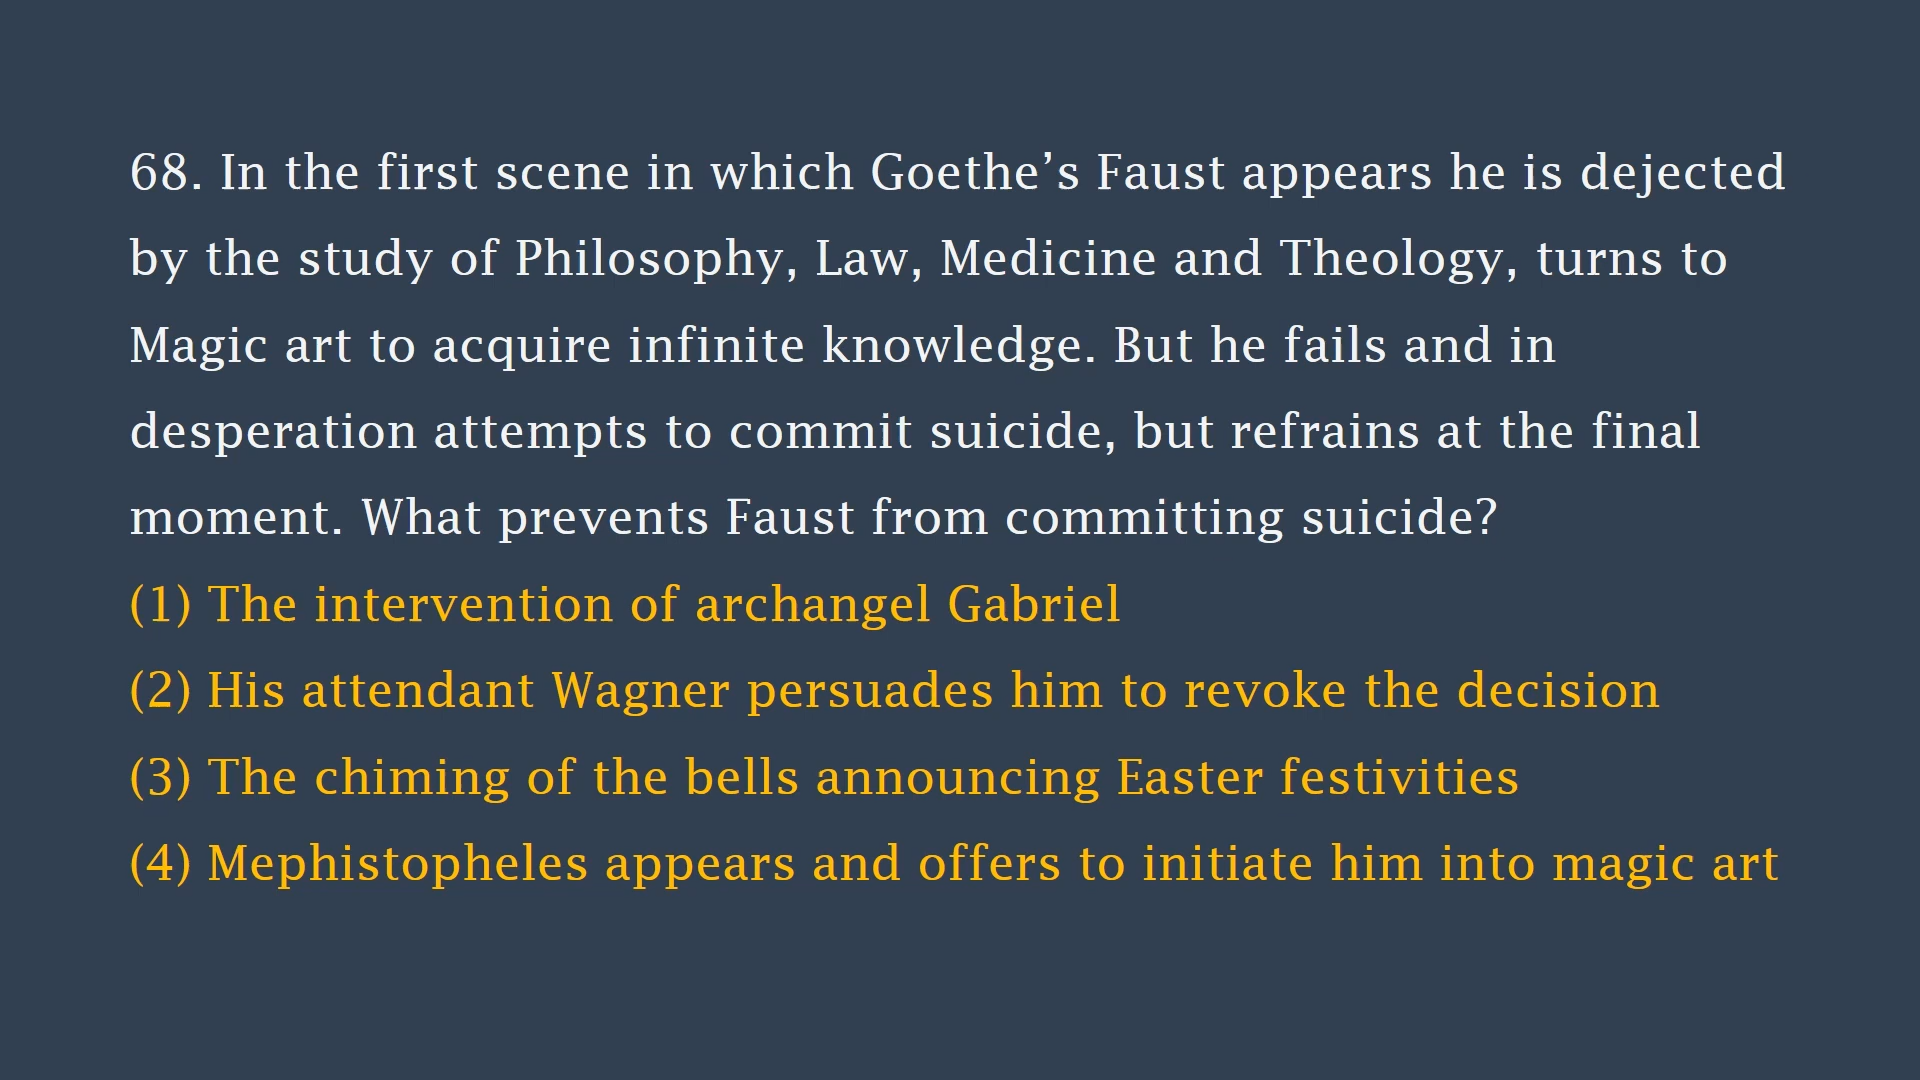 68. In the first scene in which Goethe’s Faust appears he is dejected
by the study of Philosophy, Law, Medicine and Theology, turns to
Magic art to acquire infinite knowledge. But he fails and in
desperation attempts to commit suicide, but refrains at the final
moment. What prevents Faust from committing suicide?
(1) The intervention of archangel Gabriel
(2) His attendant Wagner persuades him to revoke the decision
(3) The chiming of the bells announcing Easter festivities
(4) Mephistopheles appears and offers to initiate him into magic art